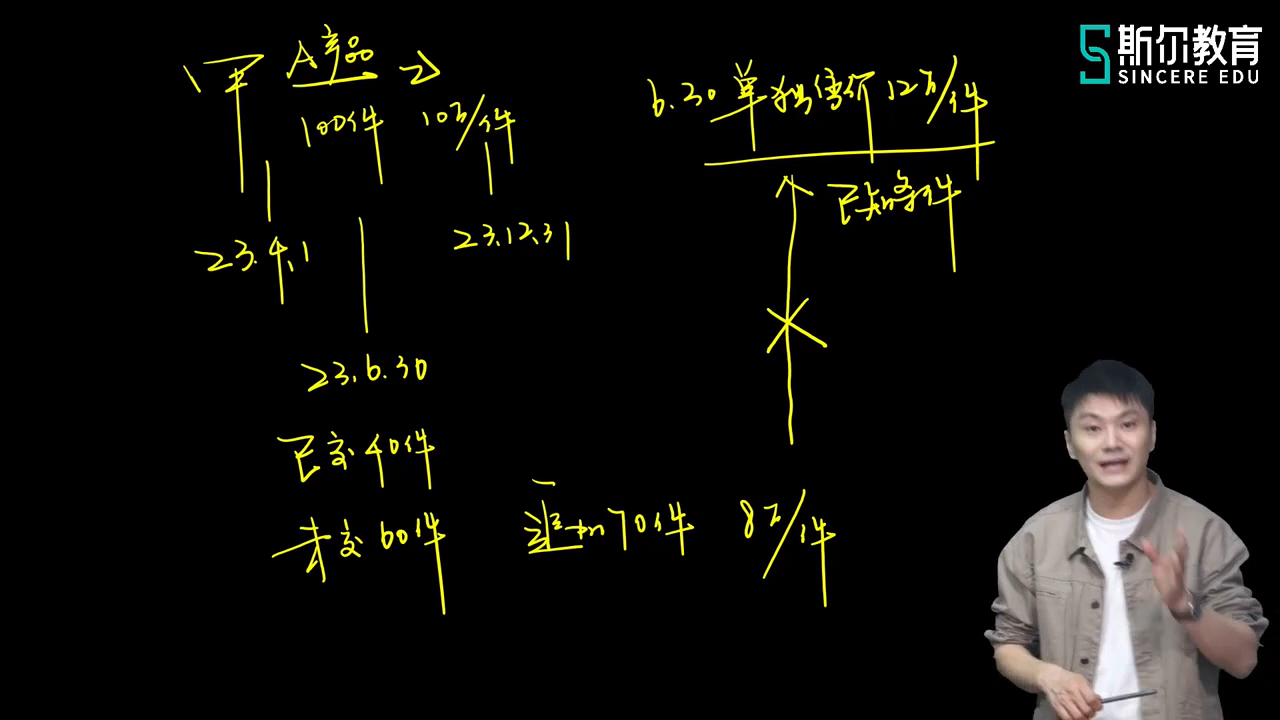 甲 A产品 乙
100件 10万/件
23.4.1
23.12.31
23.6.30
已交40件
未交60件
追加70件 8万/件
6.30 单独售价 12万/件
已知条件
斯尔教育
SINCERE EDU